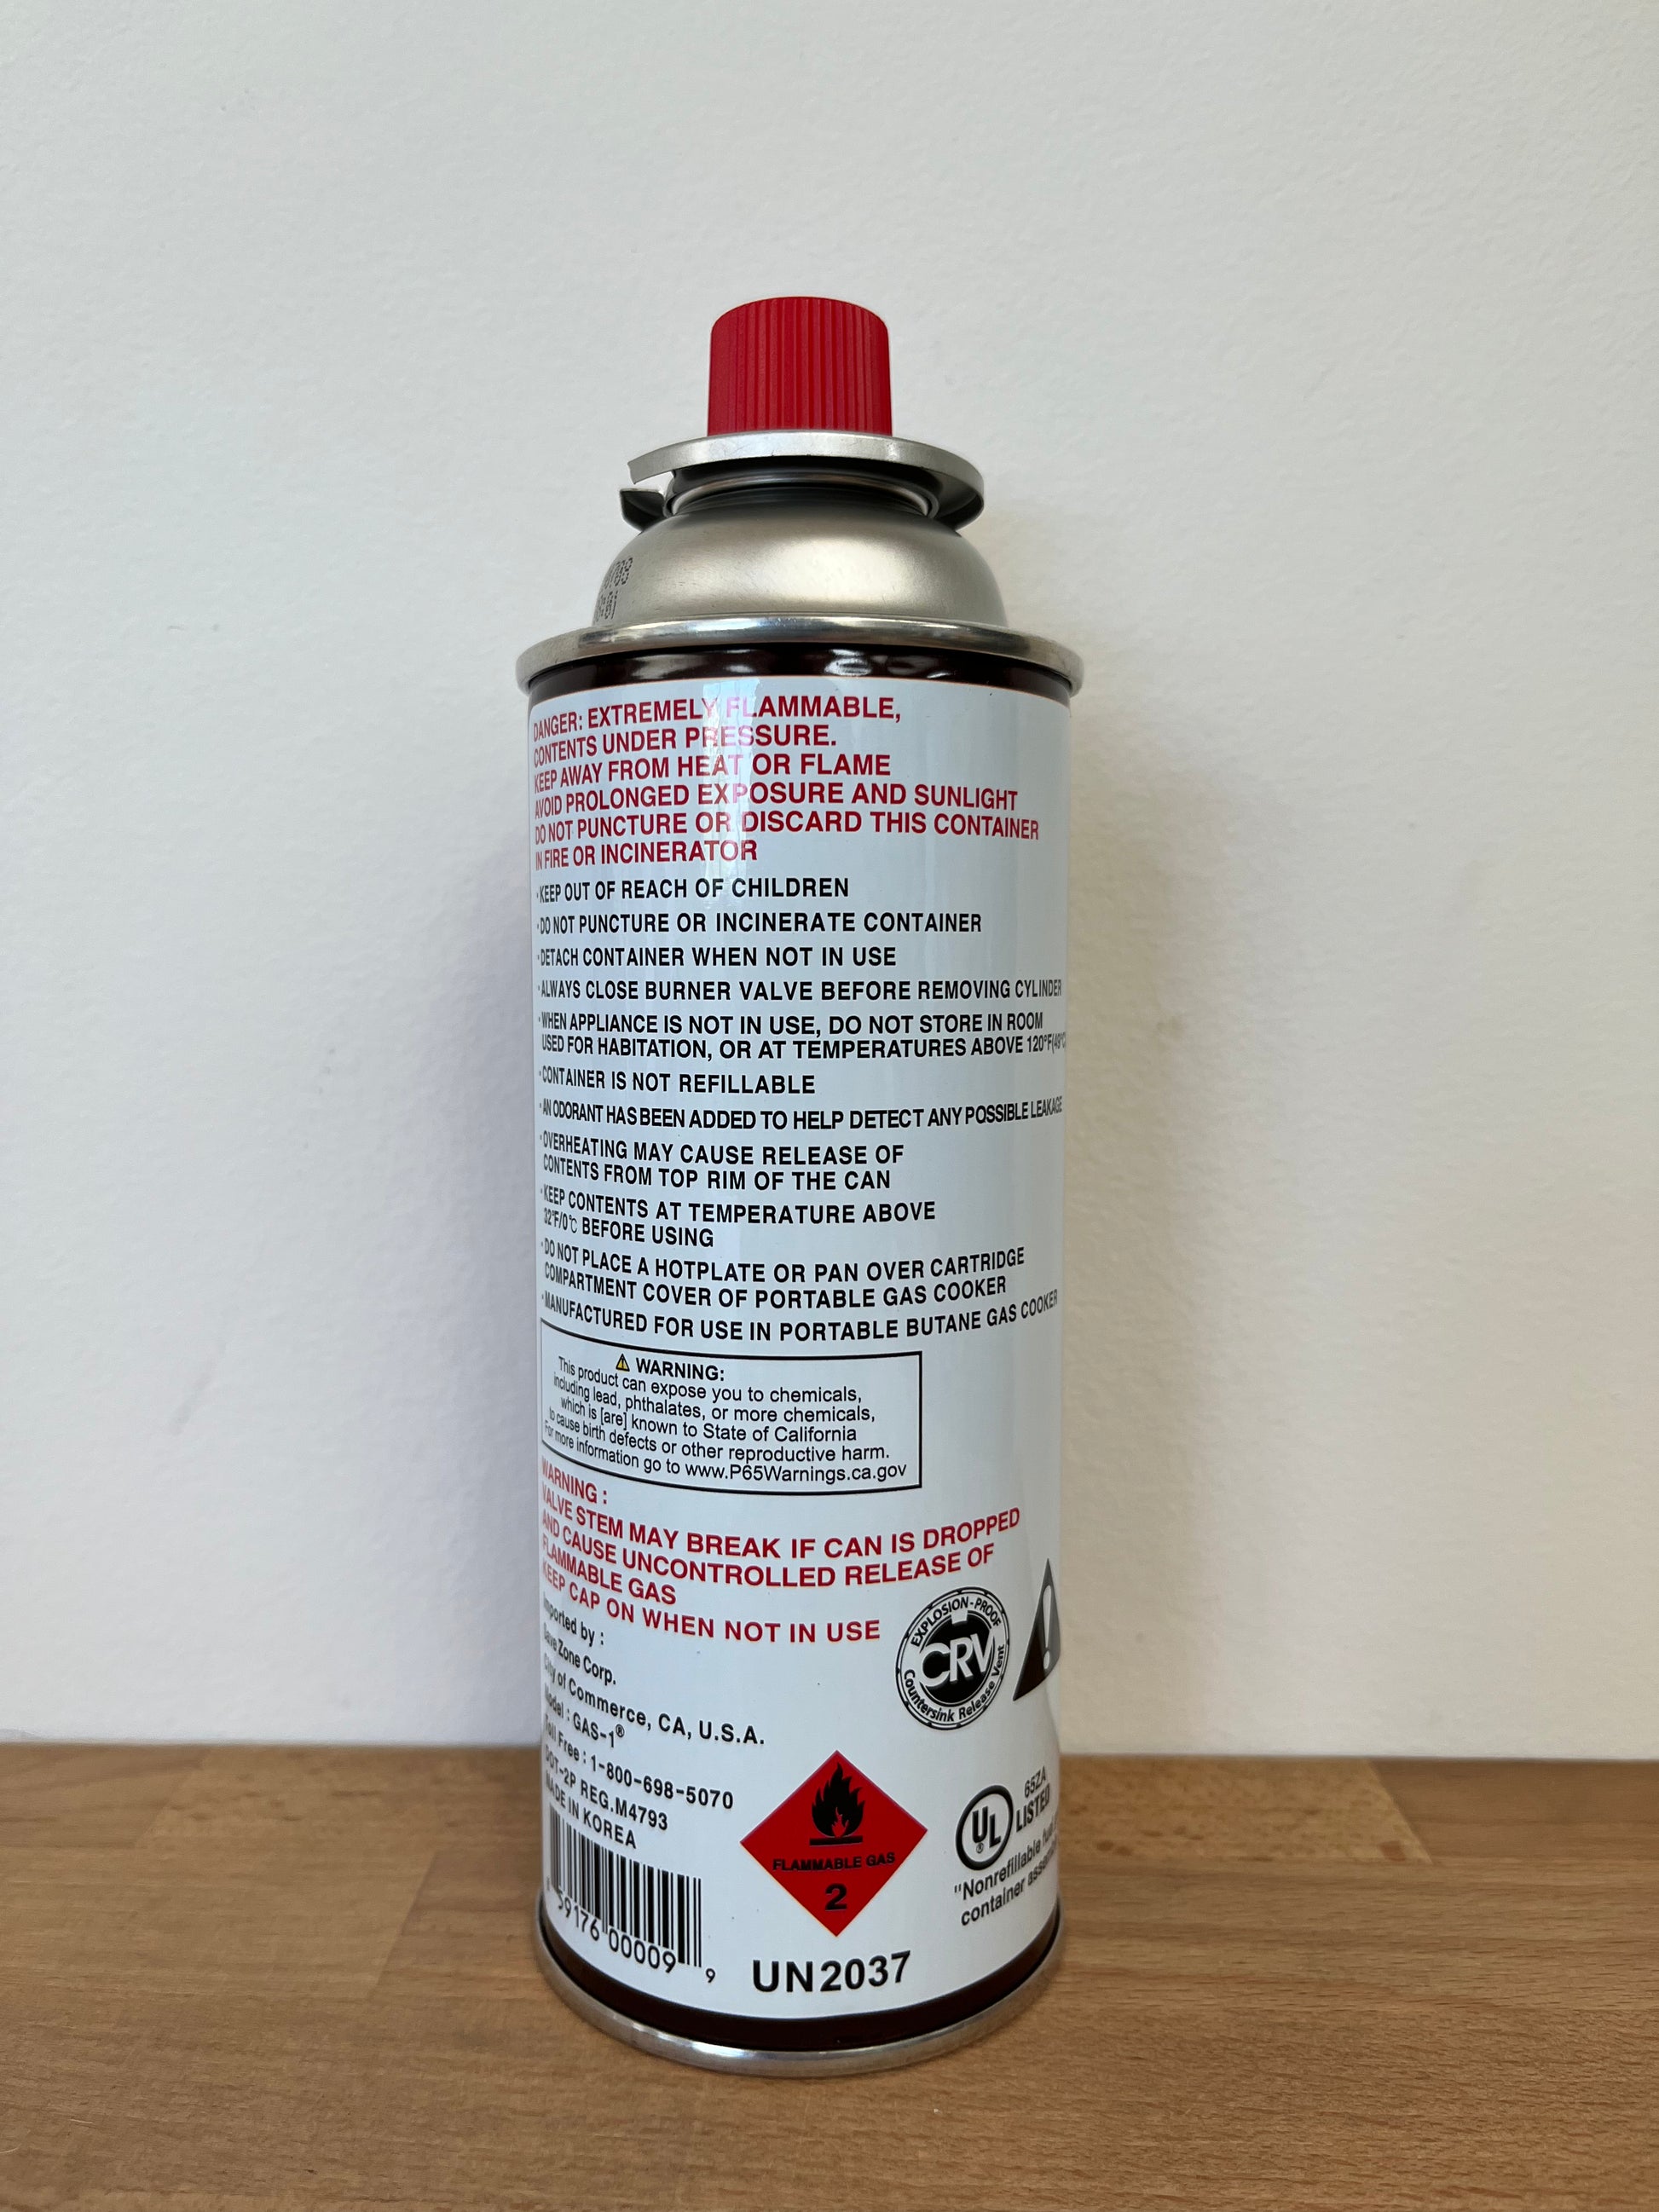 DANGER: EXTREMELY FLAMMABLE,
CONTENTS UNDER PRESSURE.
KEEP AWAY FROM HEAT OR FLAME
AVOID PROLONGED EXPOSURE AND SUNLIGHT
DO NOT PUNCTURE OR DISCARD THIS CONTAINER
IN FIRE OR INCINERATOR
·KEEP OUT OF REACH OF CHILDREN
·DO NOT PUNCTURE OR INCINERATE CONTAINER
·DETACH CONTAINER WHEN NOT IN USE
·ALWAYS CLOSE BURNER VALVE BEFORE REMOVING CYLINDER
·WHEN APPLIANCE IS NOT IN USE, DO NOT STORE IN ROOM
USED FOR HABITATION, OR AT TEMPERATURES ABOVE 120°F(49°C)
·CONTAINER IS NOT REFILLABLE
·AN ODORANT HAS BEEN ADDED TO HELP DETECT ANY POSSIBLE LEAKAGE
·OVERHEATING MAY CAUSE RELEASE OF
CONTENTS FROM TOP RIM OF THE CAN
·KEEP CONTENTS AT TEMPERATURE ABOVE
32°F/0℃ BEFORE USING
·DO NOT PLACE A HOTPLATE OR PAN OVER CARTRIDGE
COMPARTMENT COVER OF PORTABLE GAS COOKER
·MANUFACTURED FOR USE IN PORTABLE BUTANE GAS COOKER
WARNING:
This product can expose you to chemicals,
including lead, phthalates, or more chemicals,
which is [are] known to State of California
to cause birth defects or other reproductive harm.
For more information go to www.P65Warnings.ca.gov
WARNING :
VALVE STEM MAY BREAK IF CAN IS DROPPED
AND CAUSE UNCONTROLLED RELEASE OF
FLAMMABLE GAS
KEEP CAP ON WHEN NOT IN USE
EXPLOSION-PROOF
CRV
Countersink Release Vent
Imported by :
Save Zone Corp.
City of Commerce, CA, U.S.A.
Model : GAS-1®
Toll Free : 1-800-698-5070
DOT-2P REG.M4793
MADE IN KOREA
59176 00009 9
FLAMMABLE GAS
2
UN2037
UL
65ZA
LISTED
"Nonrefillable
container